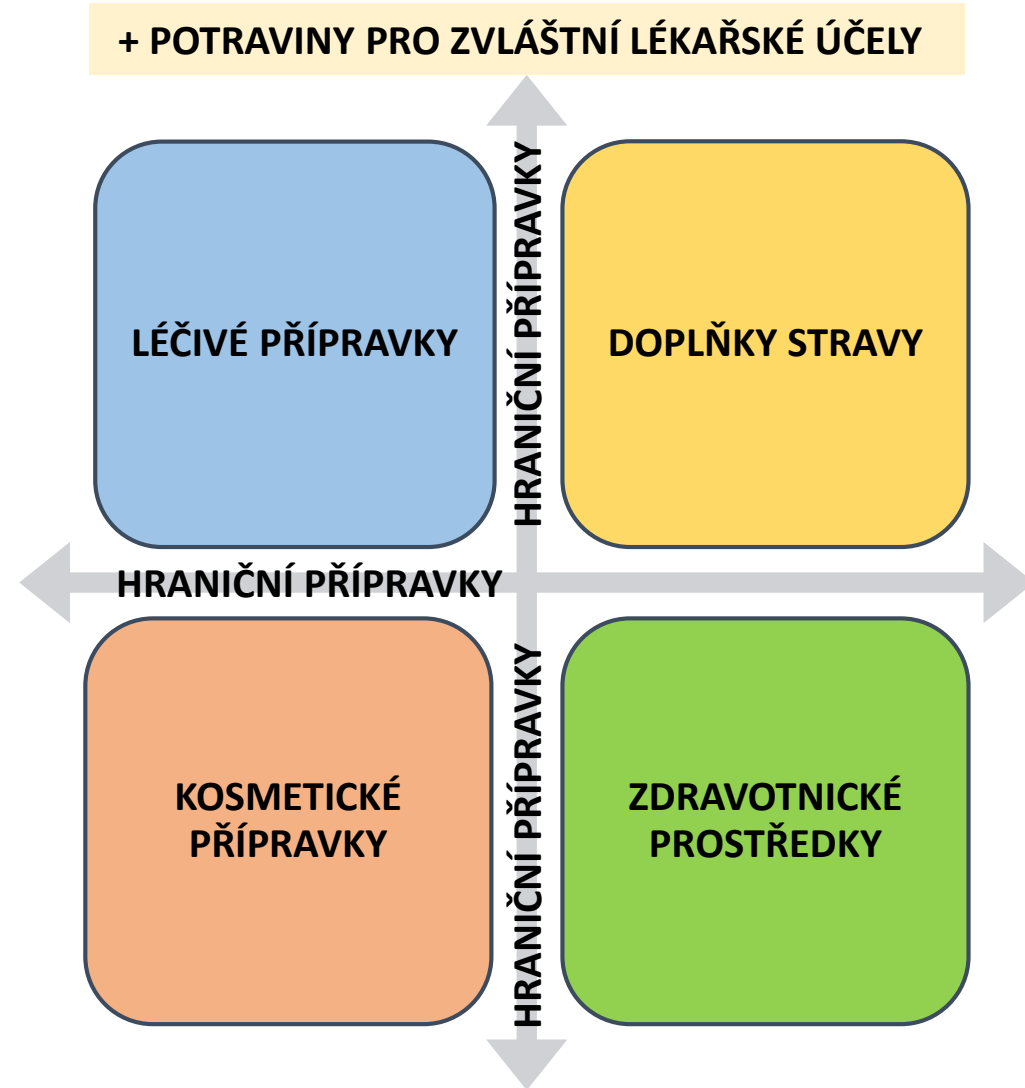 + POTRAVINY PRO ZVLÁŠTNÍ LÉKAŘSKÉ ÚČELY
LÉČIVÉ PŘÍPRAVKY
HRANIČNÍ PŘÍPRAVKY
DOPLŇKY STRAVY
HRANIČNÍ PŘÍPRAVKY
KOSMETICKÉ
PŘÍPRAVKY
HRANIČNÍ PŘÍPRAVKY
ZDRAVOTNICKÉ
PROSTŘEDKY